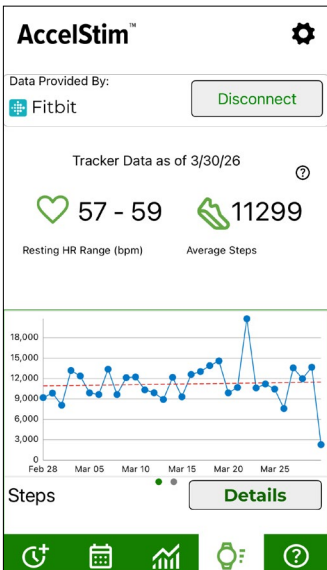 AccelStim™
Data Provided By:
Fitbit
Disconnect
Tracker Data as of 3/30/26
?
57 - 59
11299
Resting HR Range (bpm)
Average Steps
18,000
15,000
12,000
9,000
6,000
3,000
0
Feb 28 Mar 05 Mar 10 Mar 15 Mar 20 Mar 25
Steps
Details
?